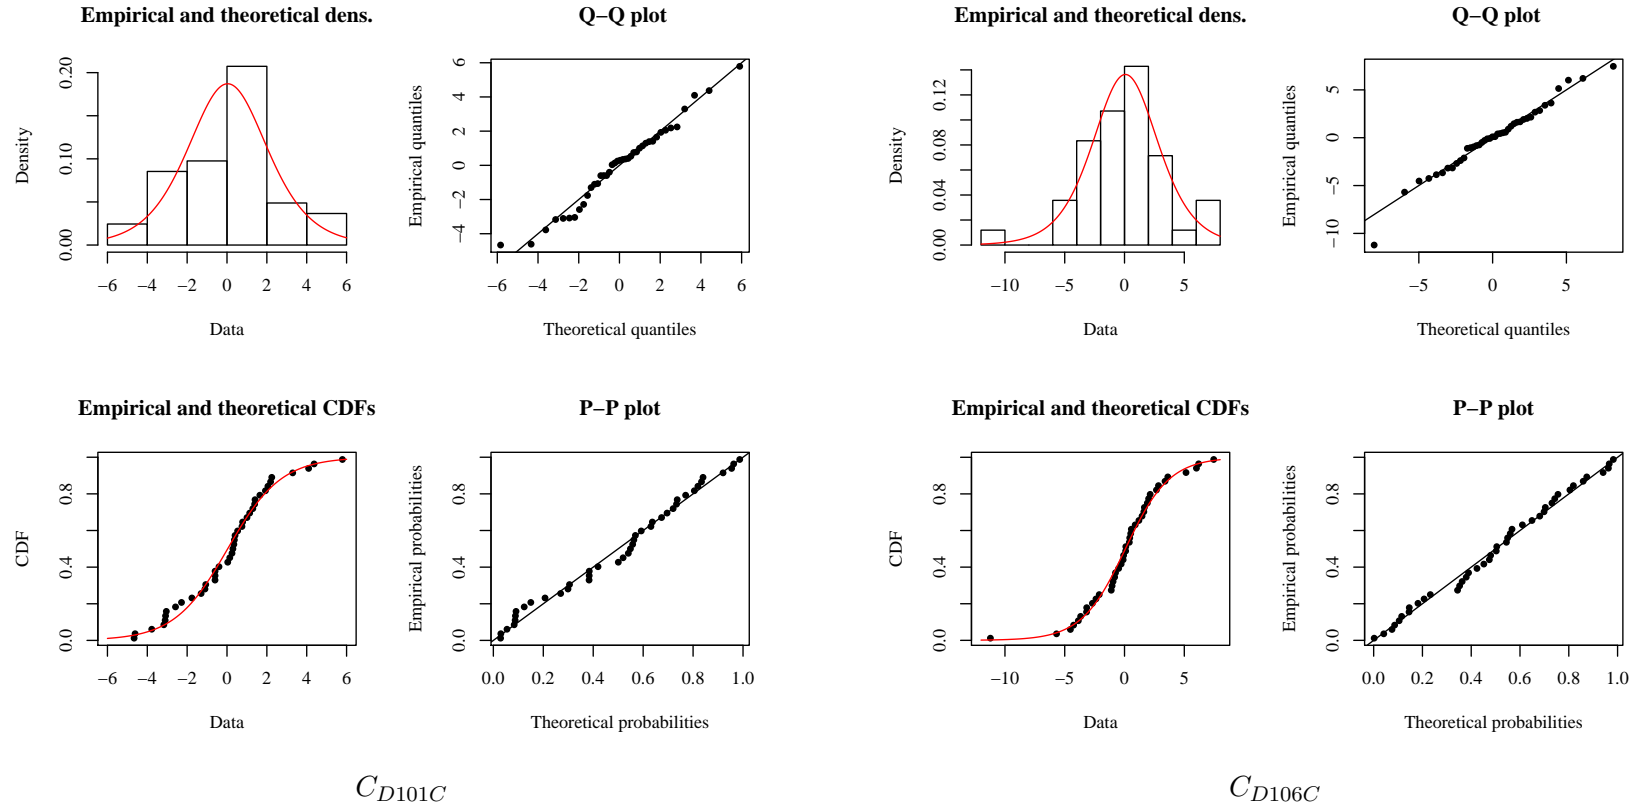 Empirical and theoretical dens.
Q−Q plot
Empirical and theoretical dens.
Q−Q plot
Density
0.00
0.10
0.20
−6 −4 −2 0 2 4 6
Data
Empirical quantiles
−4
−2
0
2
4
6
−6 −4 −2 0 2 4 6
Theoretical quantiles
Density
0.00
0.04
0.08
0.12
−10 −5 0 5
Data
Empirical quantiles
−10
−5
0
5
−5 0 5
Theoretical quantiles
Empirical and theoretical CDFs
P−P plot
Empirical and theoretical CDFs
P−P plot
CDF
0.0
0.4
0.8
−6 −4 −2 0 2 4 6
Data
Empirical probabilities
0.0
0.4
0.8
0.0 0.2 0.4 0.6 0.8 1.0
Theoretical probabilities
CDF
0.0
0.4
0.8
−10 −5 0 5
Data
Empirical probabilities
0.0
0.4
0.8
0.0 0.2 0.4 0.6 0.8 1.0
Theoretical probabilities
C_{D101C}
C_{D106C}